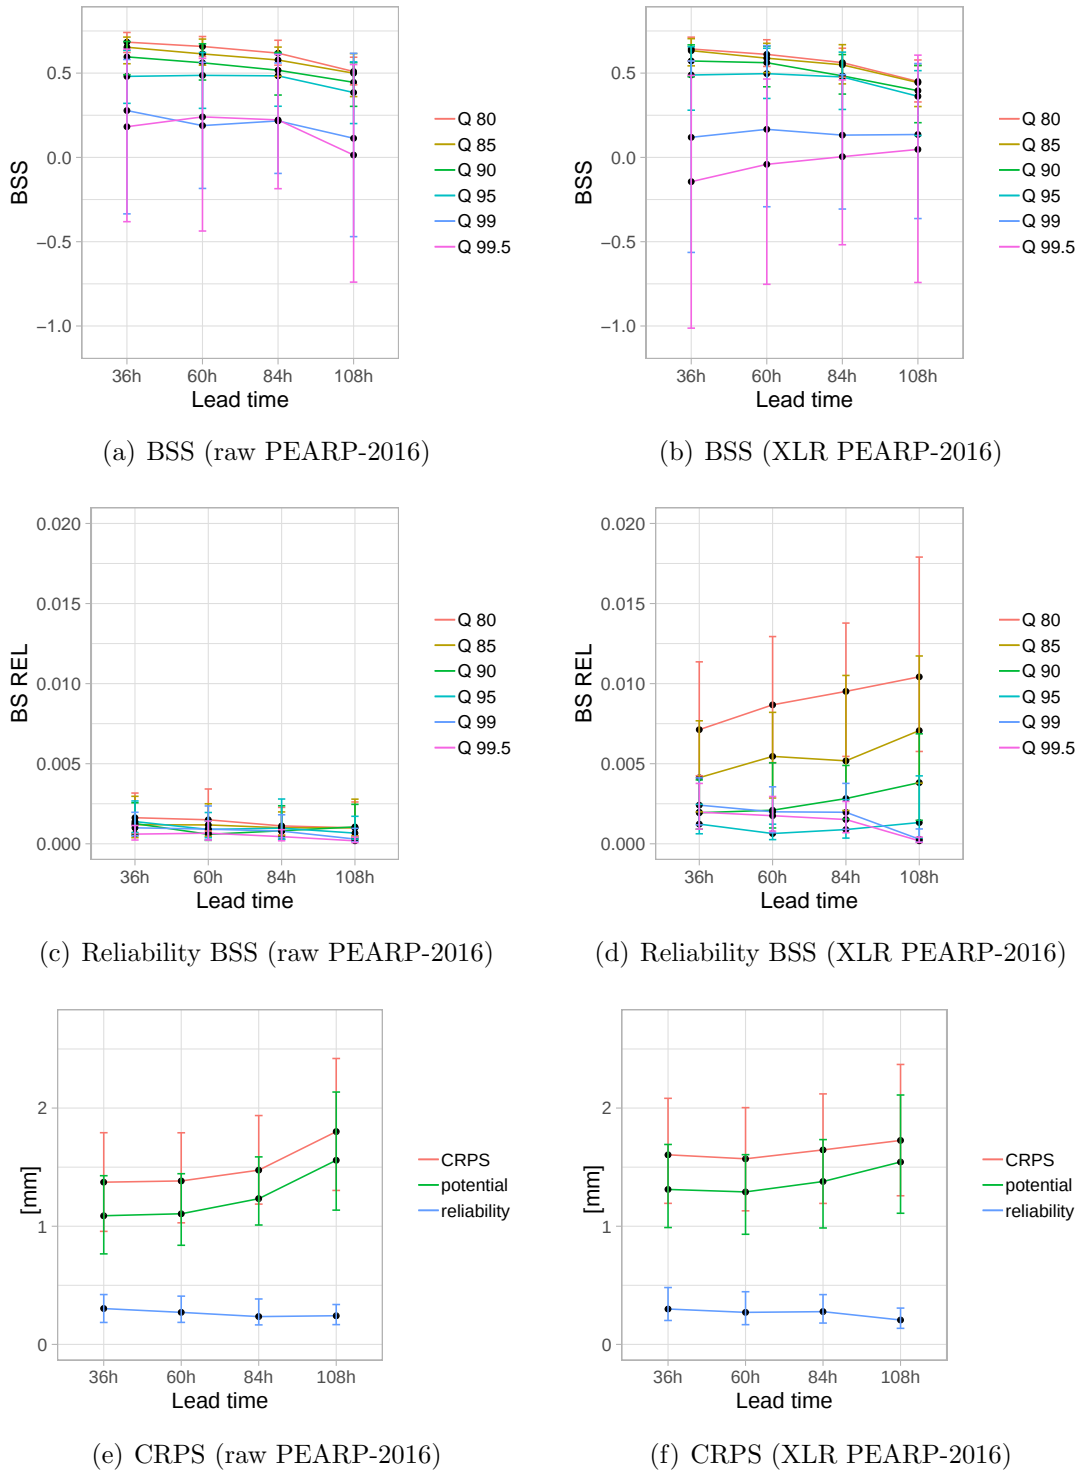 BSS
0.5
0.0
−0.5
−1.0
36h 60h 84h 108h
Lead time
Q 80
Q 85
Q 90
Q 95
Q 99
Q 99.5
(a) BSS (raw PEARP-2016)
BSS
0.5
0.0
−0.5
−1.0
36h 60h 84h 108h
Lead time
Q 80
Q 85
Q 90
Q 95
Q 99
Q 99.5
(b) BSS (XLR PEARP-2016)
BS REL
0.020
0.015
0.010
0.005
0.000
36h 60h 84h 108h
Lead time
Q 80
Q 85
Q 90
Q 95
Q 99
Q 99.5
(c) Reliability BSS (raw PEARP-2016)
BS REL
0.020
0.015
0.010
0.005
0.000
36h 60h 84h 108h
Lead time
Q 80
Q 85
Q 90
Q 95
Q 99
Q 99.5
(d) Reliability BSS (XLR PEARP-2016)
[mm]
2
1
0
36h 60h 84h 108h
Lead time
CRPS
potential
reliability
(e) CRPS (raw PEARP-2016)
[mm]
2
1
0
36h 60h 84h 108h
Lead time
CRPS
potential
reliability
(f) CRPS (XLR PEARP-2016)